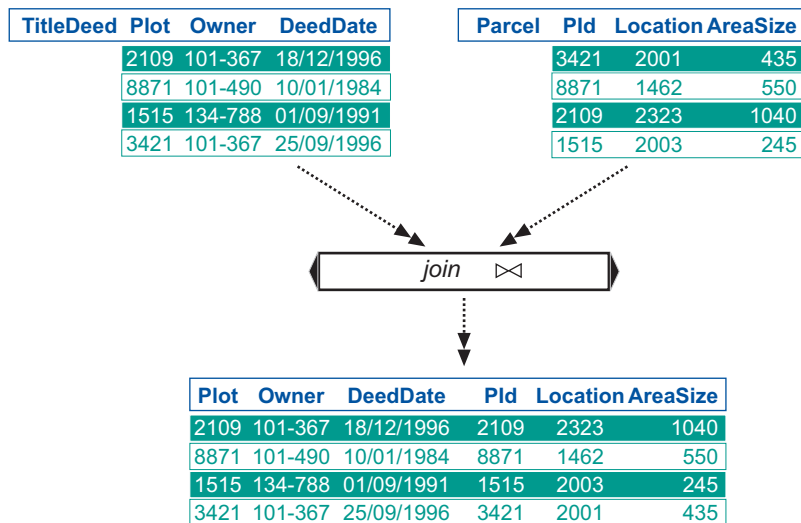 TitleDeed Plot Owner DeedDate
2109 101-367 18/12/1996
8871 101-490 10/01/1984
1515 134-788 01/09/1991
3421 101-367 25/09/1996
Parcel PId Location AreaSize
3421 2001 435
8871 1462 550
2109 2323 1040
1515 2003 245
join ⋈
Plot Owner DeedDate PId Location AreaSize
2109 101-367 18/12/1996 2109 2323 1040
8871 101-490 10/01/1984 8871 1462 550
1515 134-788 01/09/1991 1515 2003 245
3421 101-367 25/09/1996 3421 2001 435